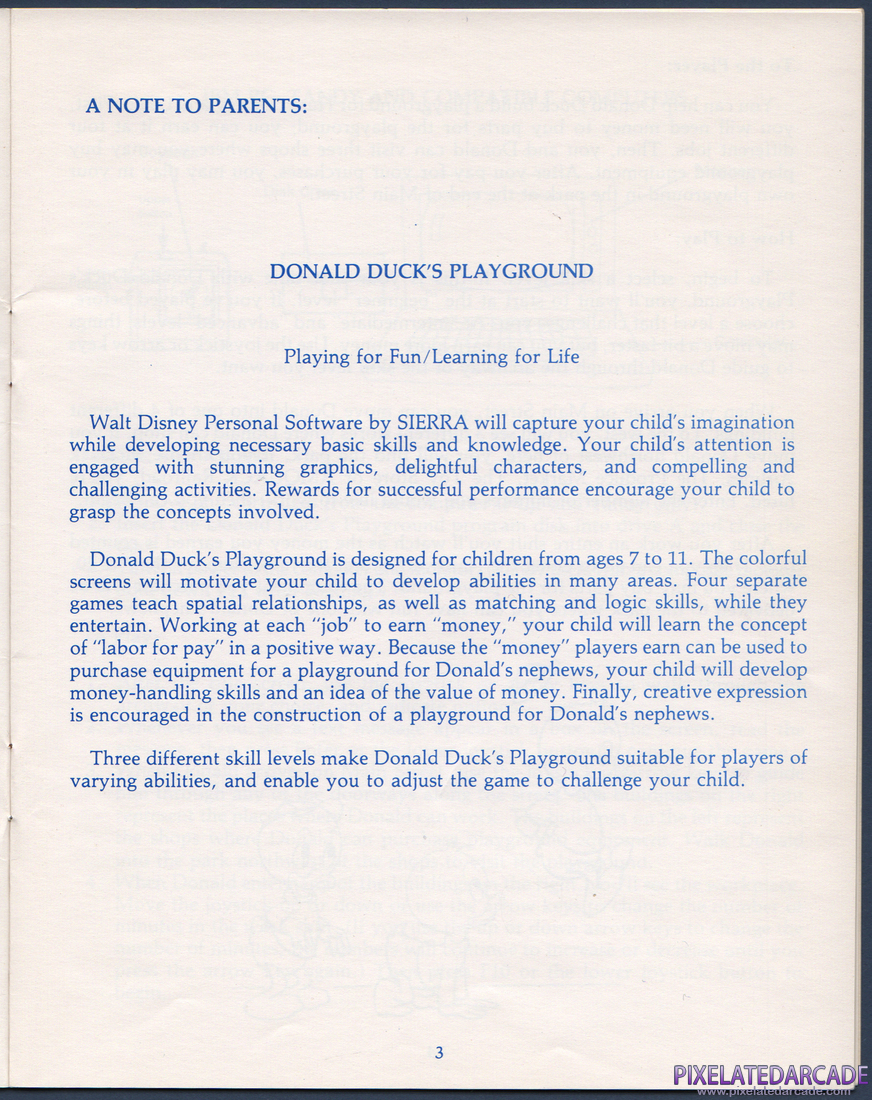 A NOTE TO PARENTS:
DONALD DUCK'S PLAYGROUND
Playing for Fun/Learning for Life
Walt Disney Personal Software by SIERRA will capture your child's imagination
while developing necessary basic skills and knowledge. Your child's attention is
engaged with stunning graphics, delightful characters, and compelling and
challenging activities. Rewards for successful performance encourage your child to
grasp the concepts involved.
Donald Duck's Playground is designed for children from ages 7 to 11. The colorful
screens will motivate your child to develop abilities in many areas. Four separate
games teach spatial relationships, as well as matching and logic skills, while they
entertain. Working at each "job" to earn "money," your child will learn the concept
of "labor for pay" in a positive way. Because the "money" players earn can be used to
purchase equipment for a playground for Donald's nephews, your child will develop
money-handling skills and an idea of the value of money. Finally, creative expression
is encouraged in the construction of a playground for Donald's nephews.
Three different skill levels make Donald Duck's Playground suitable for players of
varying abilities, and enable you to adjust the game to challenge your child.
3
PIXELATEDARCADE
www.pixelatedarcade.com